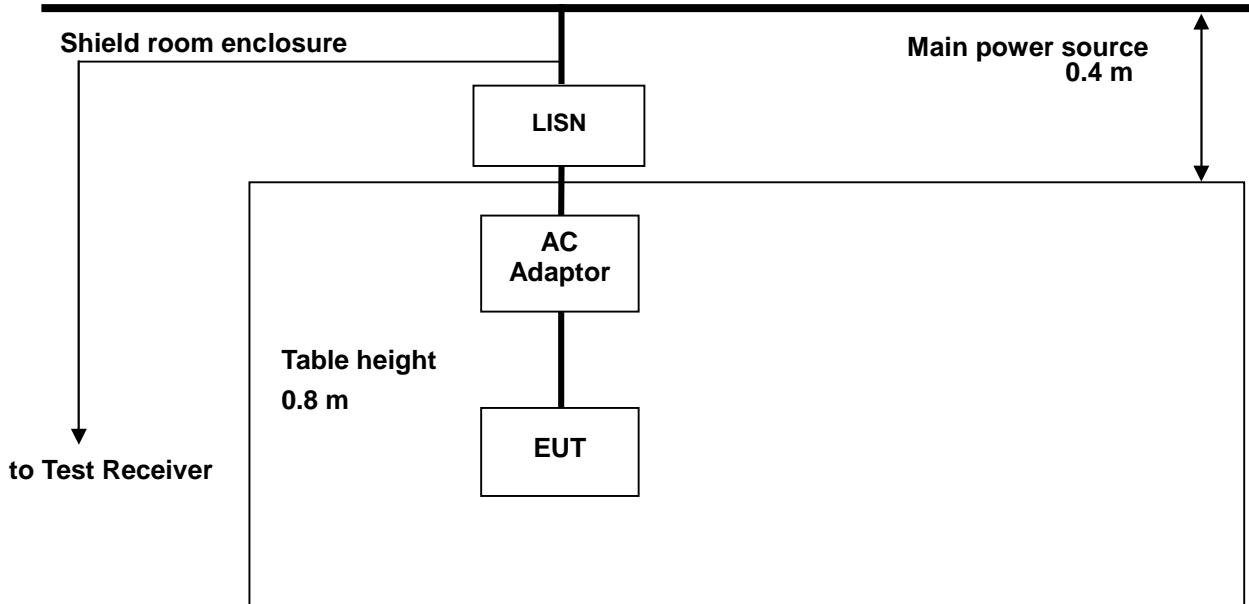 Shield room enclosure
Main power source
0.4 m
LISN
AC
Adaptor
Table height
0.8 m
EUT
to Test Receiver